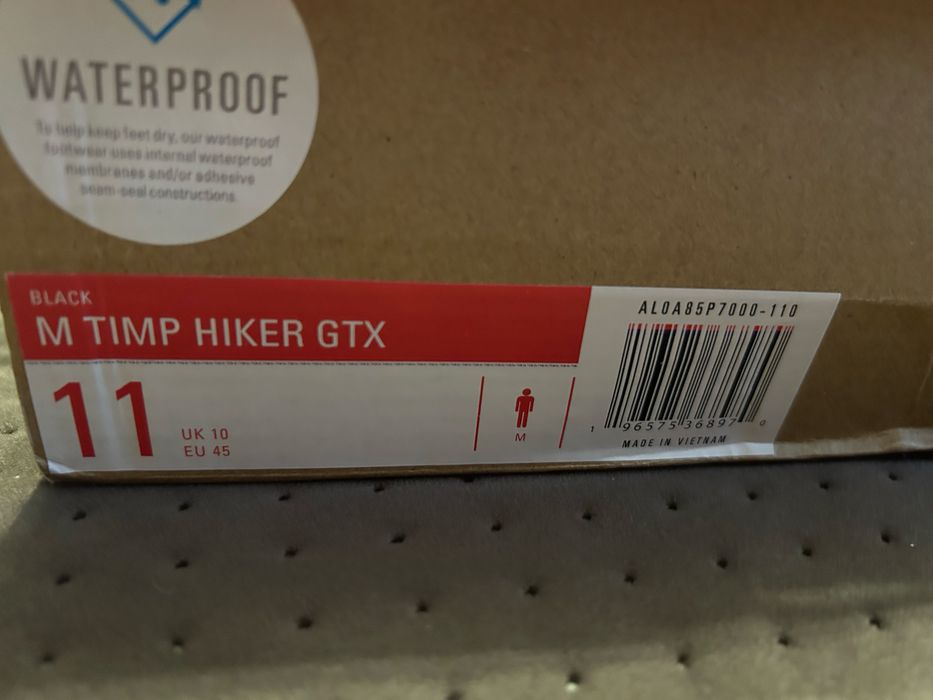 WATERPROOF
To help keep feet dry, our waterproof
footwear uses internal waterproof
membranes and/or adhesive
seam-seal constructions.
BLACK
M TIMP HIKER GTX
11
UK 10
EU 45
M
AL0A85P7000-110
1 96575 36897 0
MADE IN VIETNAM